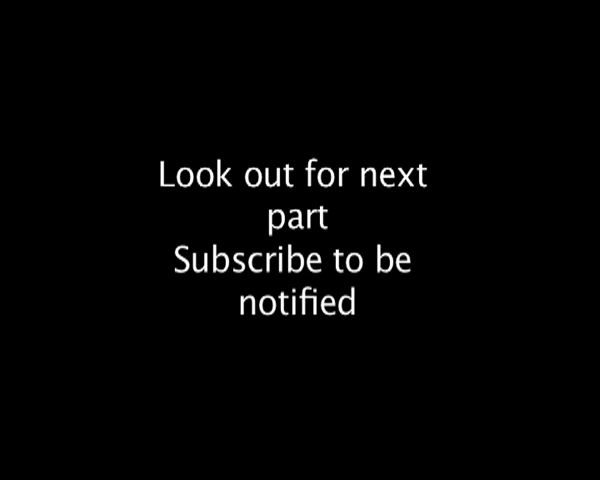 Look out for next
part
Subscribe to be
notified